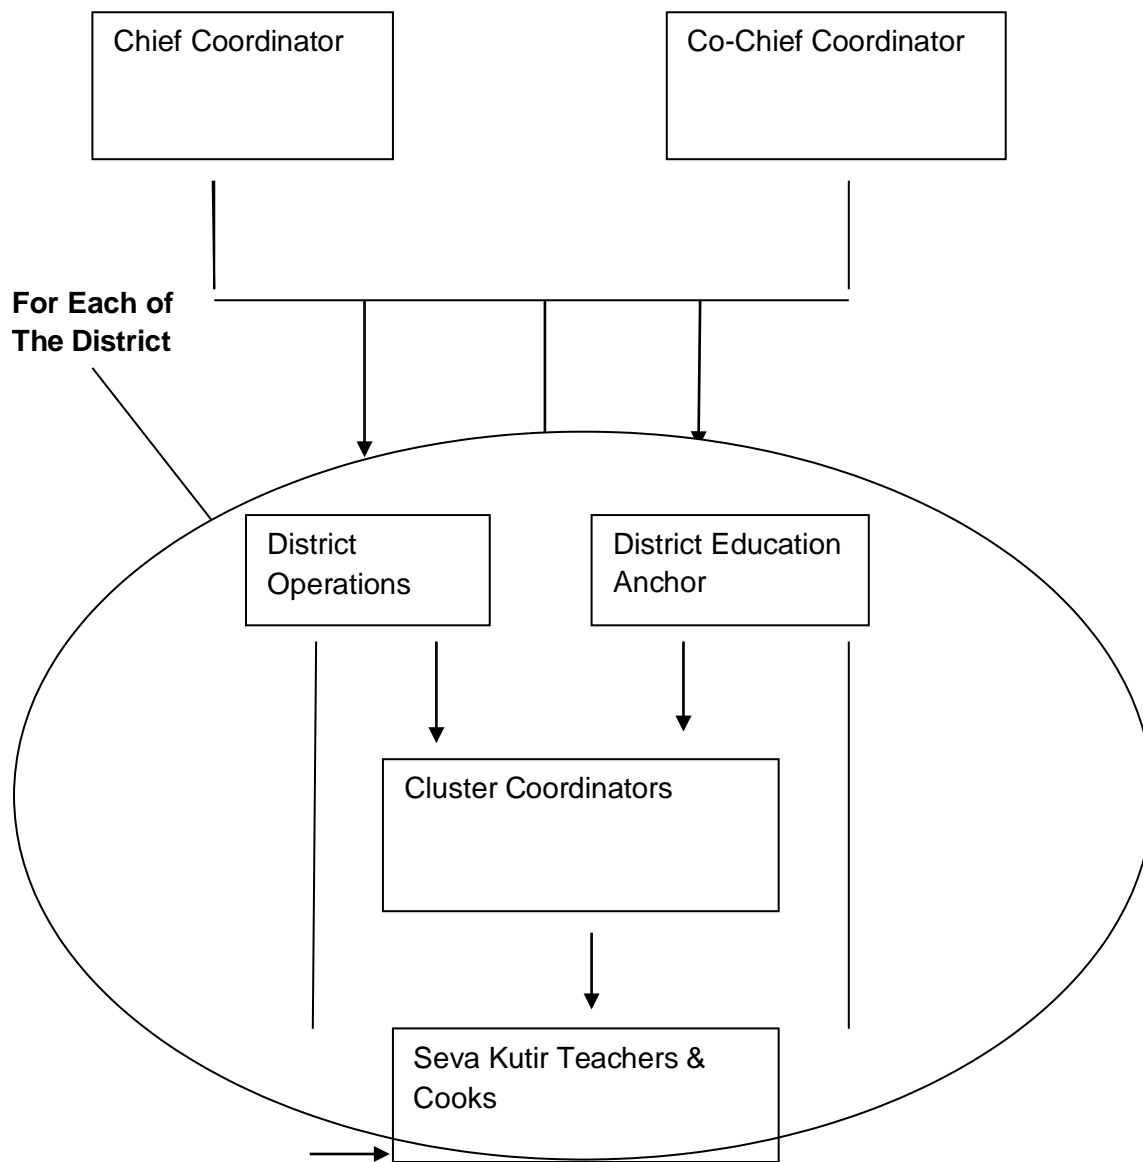 Chief Coordinator
Co-Chief Coordinator
For Each of
The District
District
Operations
District Education
Anchor
Cluster Coordinators
Seva Kutir Teachers &
Cooks